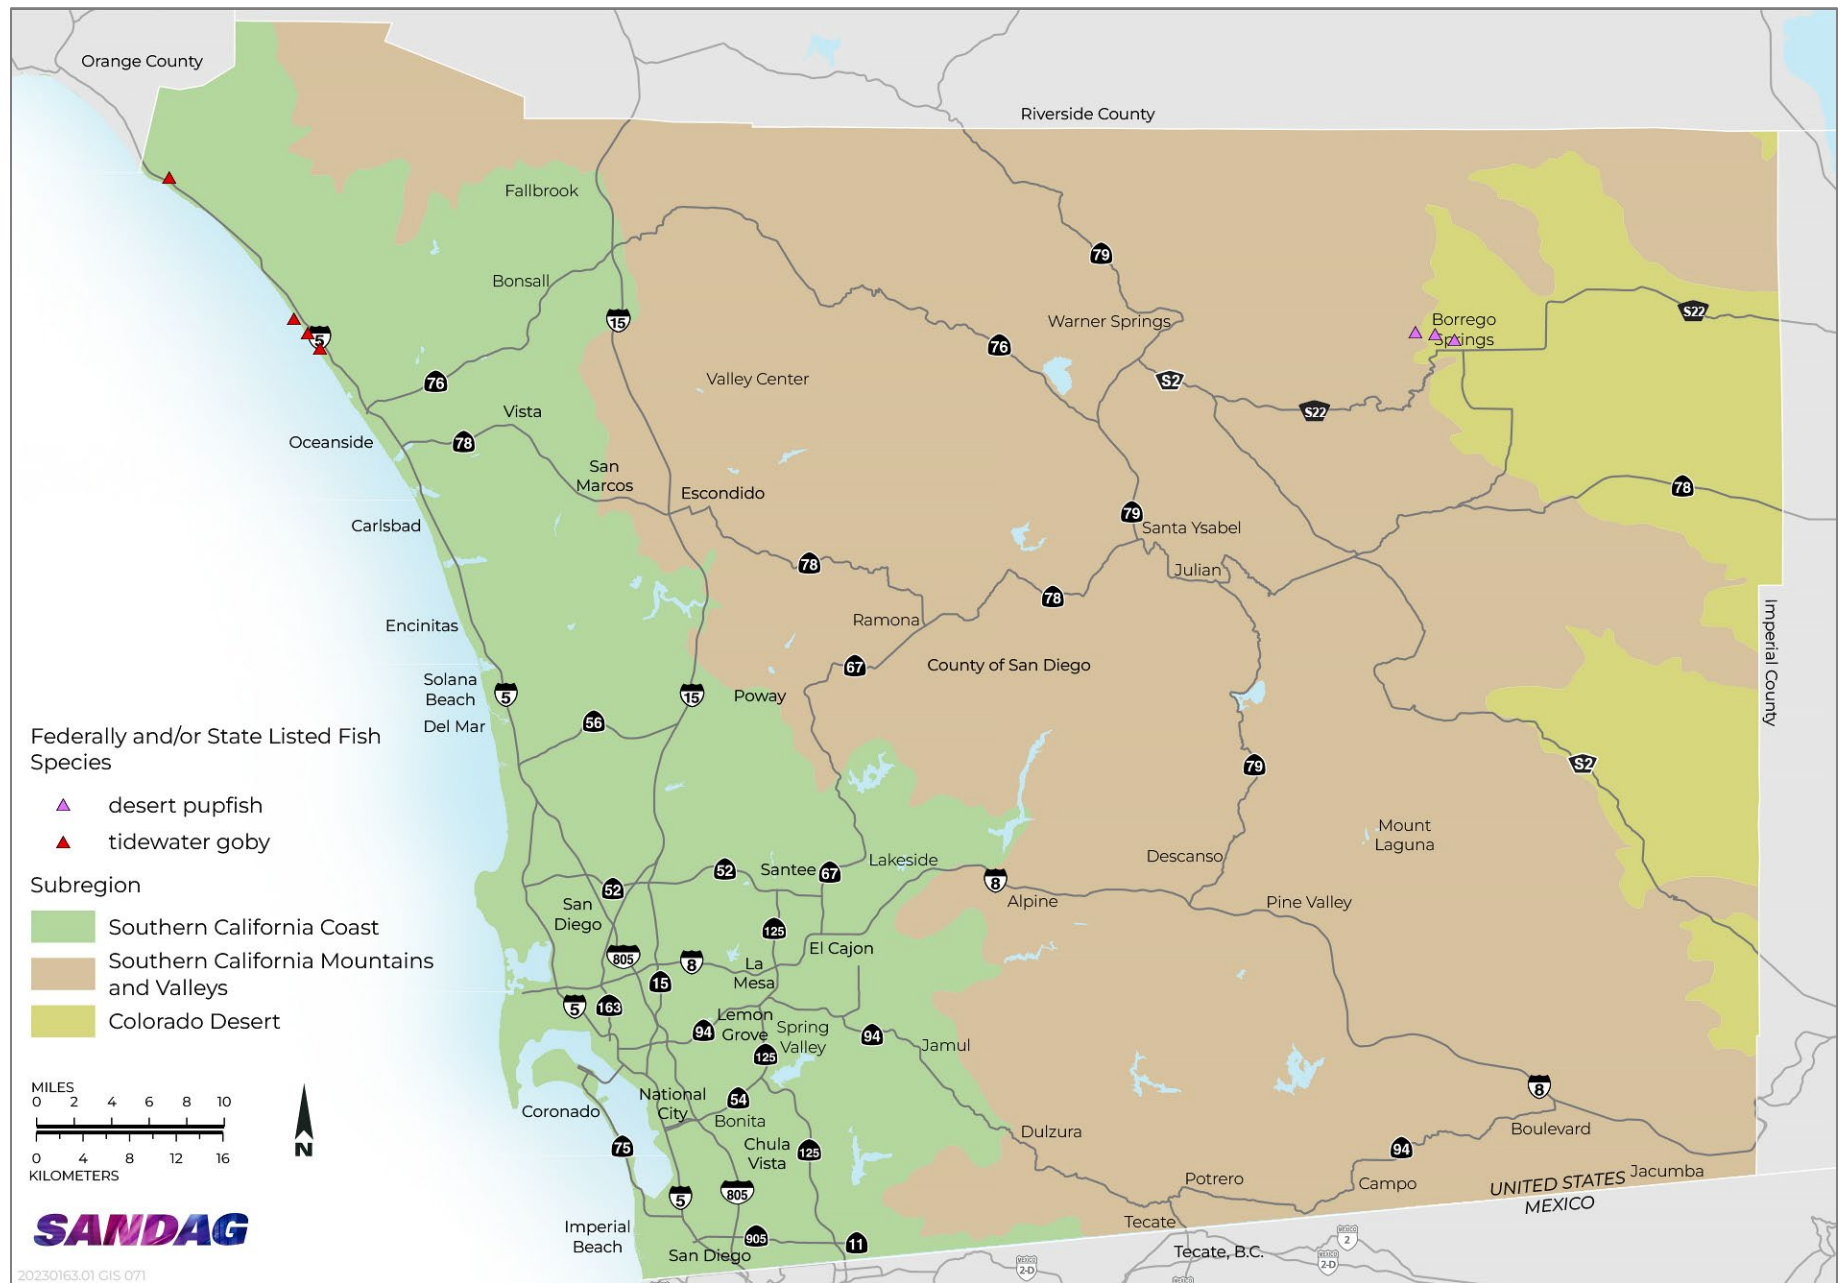 Orange County
Riverside County
Fallbrook
79
Bonsall
15
Warner Springs
Borrego
Springs
S22
5
76
76
Valley Center
S2
S22
Vista
Oceanside
78
San
Marcos
Escondido
78
79
Santa Ysabel
Carlsbad
78
Julian
78
Ramona
Encinitas
67
County of San Diego
Imperial County
Solana
Beach
5
15
Poway
Del Mar
56
79
S2
Mount
Laguna
Descanso
Lakeside
52
Santee
67
52
8
Alpine
Pine Valley
San
Diego
125
El Cajon
805
8
La
Mesa
15
5
163
94
Lemon
Grove
Spring
Valley
94
Jamul
125
8
National
City
54
Coronado
Bonita
Dulzura
Boulevard
75
Chula
Vista
125
94
Jacumba
Potrero
Campo
UNITED STATES
MEXICO
5
805
Tecate
Imperial
Beach
905
San Diego
11
Tecate, B.C.
2
2-D
2-D
Federally and/or State Listed Fish
Species
desert pupfish
tidewater goby
Subregion
Southern California Coast
Southern California Mountains
and Valleys
Colorado Desert
MILES
0 2 4 6 8 10
0 4 8 12 16
KILOMETERS
N
SANDAG
20230163.01 GIS 071